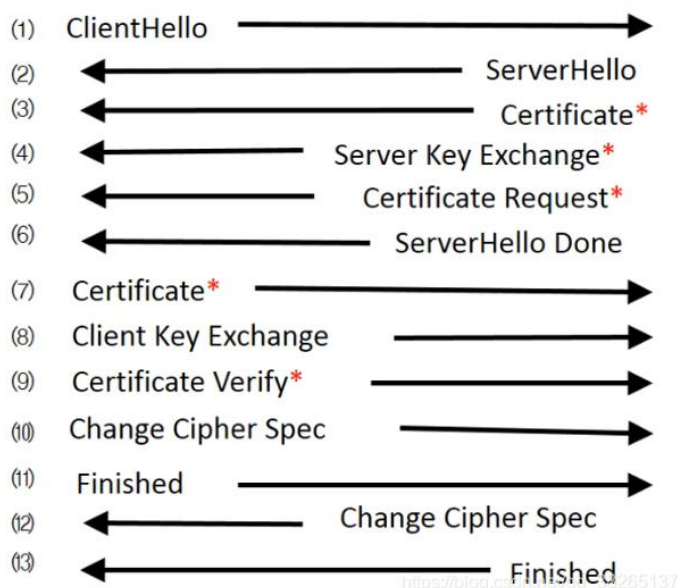 (1) ClientHello
(2) ServerHello
(3) Certificate*
(4) Server Key Exchange*
(5) Certificate Request*
(6) ServerHello Done
(7) Certificate*
(8) Client Key Exchange
(9) Certificate Verify*
(10) Change Cipher Spec
(11) Finished
(12) Change Cipher Spec
(13) Finished